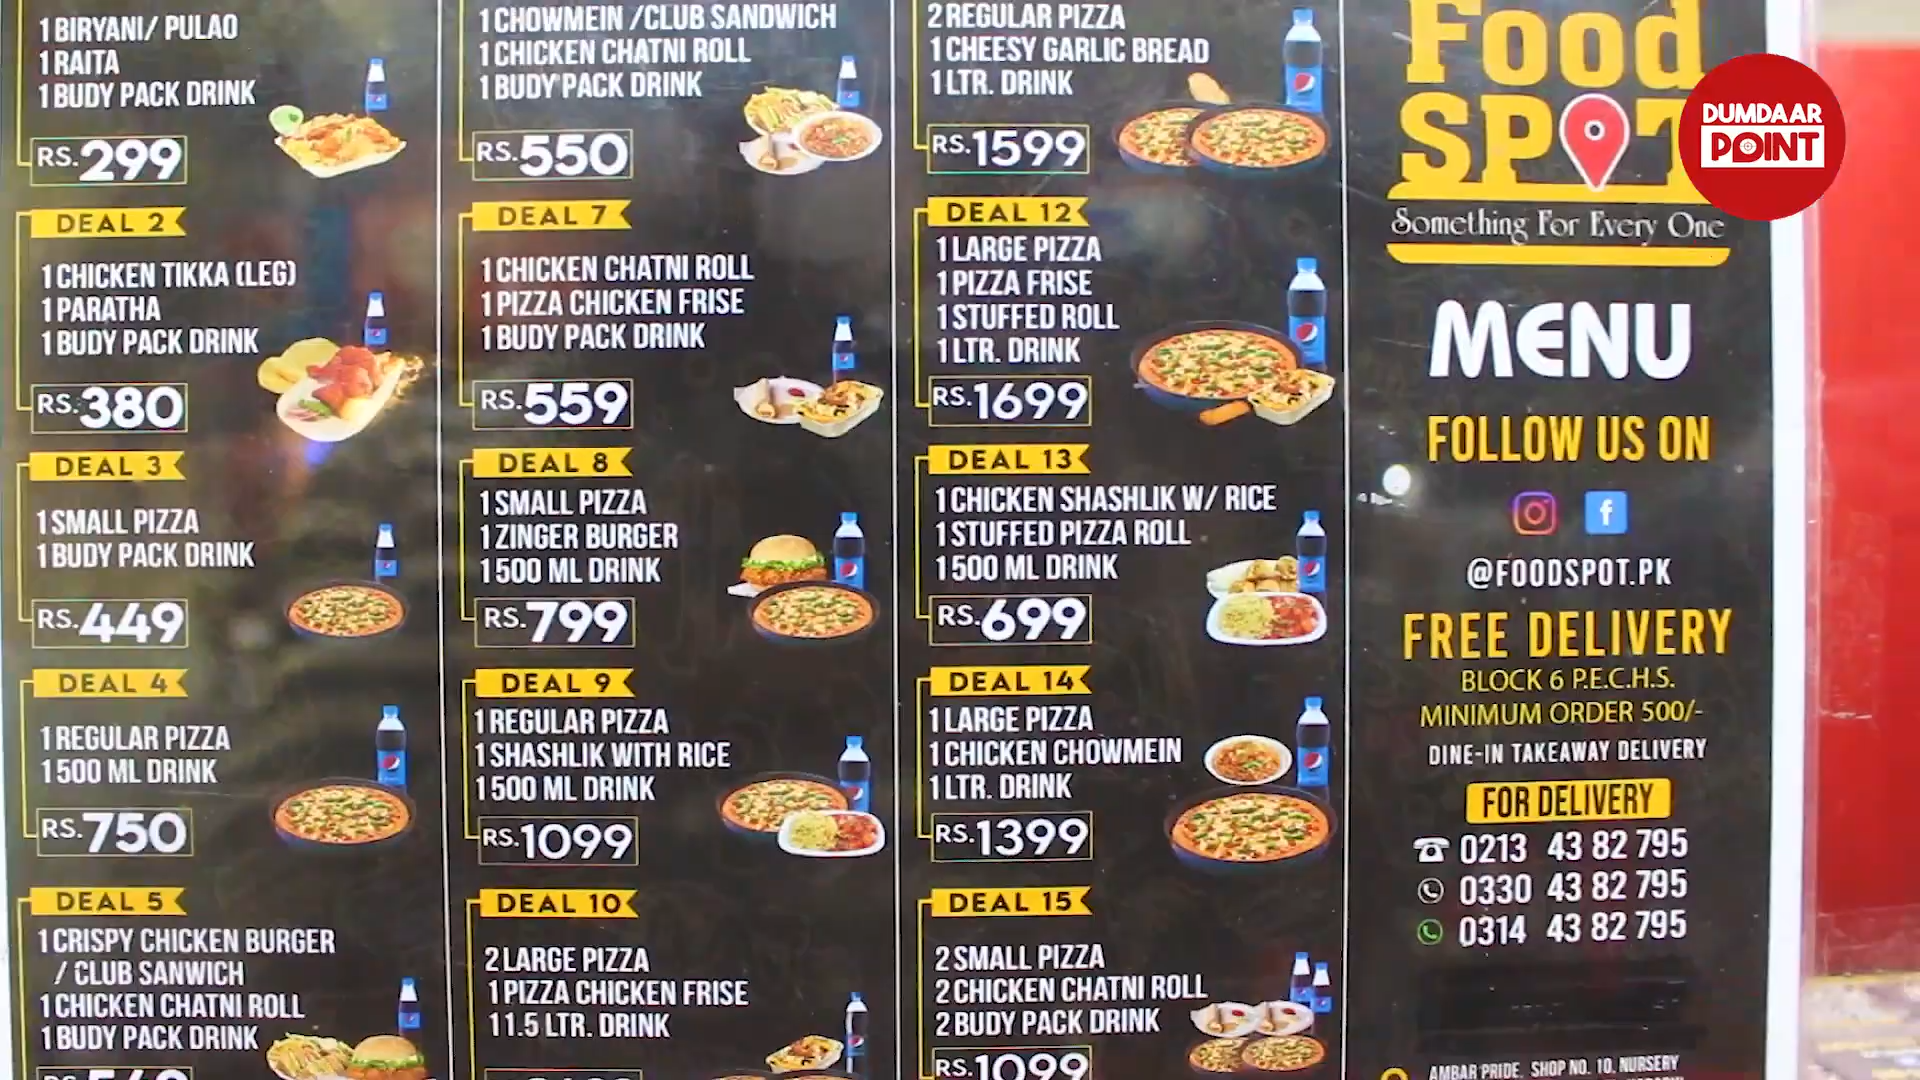 1 BIRYANI/ PULAO
1 RAITA
1 BUDY PACK DRINK
RS.299
DEAL 2
1 CHICKEN TIKKA (LEG)
1 PARATHA
1 BUDY PACK DRINK
RS.380
DEAL 3
1 SMALL PIZZA
1 BUDY PACK DRINK
RS.449
DEAL 4
1 REGULAR PIZZA
1 500 ML DRINK
RS.750
DEAL 5
1 CRISPY CHICKEN BURGER
/ CLUB SANWICH
1 CHICKEN CHATNI ROLL
1 BUDY PACK DRINK
1 CHOWMEIN /CLUB SANDWICH
1 CHICKEN CHATNI ROLL
1 BUDY PACK DRINK
RS.550
DEAL 7
1 CHICKEN CHATNI ROLL
1 PIZZA CHICKEN FRISE
1 BUDY PACK DRINK
RS.559
DEAL 8
1 SMALL PIZZA
1 ZINGER BURGER
1 500 ML DRINK
RS.799
DEAL 9
1 REGULAR PIZZA
1 SHASHLIK WITH RICE
1 500 ML DRINK
RS.1099
DEAL 10
2 LARGE PIZZA
1 PIZZA CHICKEN FRISE
1 1.5 LTR. DRINK
2 REGULAR PIZZA
1 CHEESY GARLIC BREAD
1 LTR. DRINK
RS.1599
DEAL 12
1 LARGE PIZZA
1 PIZZA FRISE
1 STUFFED ROLL
1 LTR. DRINK
RS.1699
DEAL 13
1 CHICKEN SHASHLIK W/ RICE
1 STUFFED PIZZA ROLL
1 500 ML DRINK
RS.699
DEAL 14
1 LARGE PIZZA
1 CHICKEN CHOWMEIN
1 LTR. DRINK
RS.1399
DEAL 15
2 SMALL PIZZA
2 CHICKEN CHATNI ROLL
2 BUDY PACK DRINK
RS.1099
Food
SPOT
Something For Every One
MENU
FOLLOW US ON
@FOODSPOT.PK
FREE DELIVERY
BLOCK 6 P.E.C.H.S.
MINIMUM ORDER 500/-
DINE-IN TAKEAWAY DELIVERY
FOR DELIVERY
0213 43 82 795
0330 43 82 795
0314 43 82 795
AMBAR PRIDE, SHOP NO. 10, NURSERY
DUMDAAR
POINT